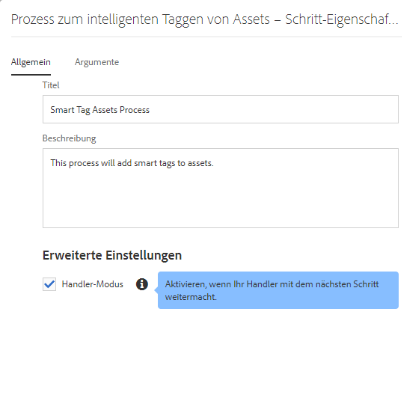 Prozess zum intelligenten Taggen von Assets – Schritt-Eigenschaf...
Allgemein Argumente
Titel
Smart Tag Assets Process
Beschreibung
This process will add smart tags to assets.
Erweiterte Einstellungen
Handler-Modus
Aktivieren, wenn Ihr Handler mit dem nächsten Schritt
weitermacht.